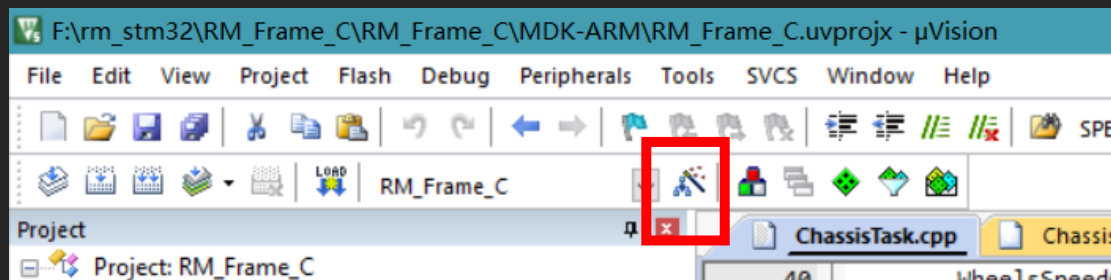 F:\rm_stm32\RM_Frame_C\RM_Frame_C\MDK-ARM\RM_Frame_C.uvprojx - µVision
File Edit View Project Flash Debug Peripherals Tools SVCS Window Help
SPE
LOAD RM_Frame_C
Project
ChassisTask.cpp Chassis
Project: RM_Frame_C
40 WheelsSpeed